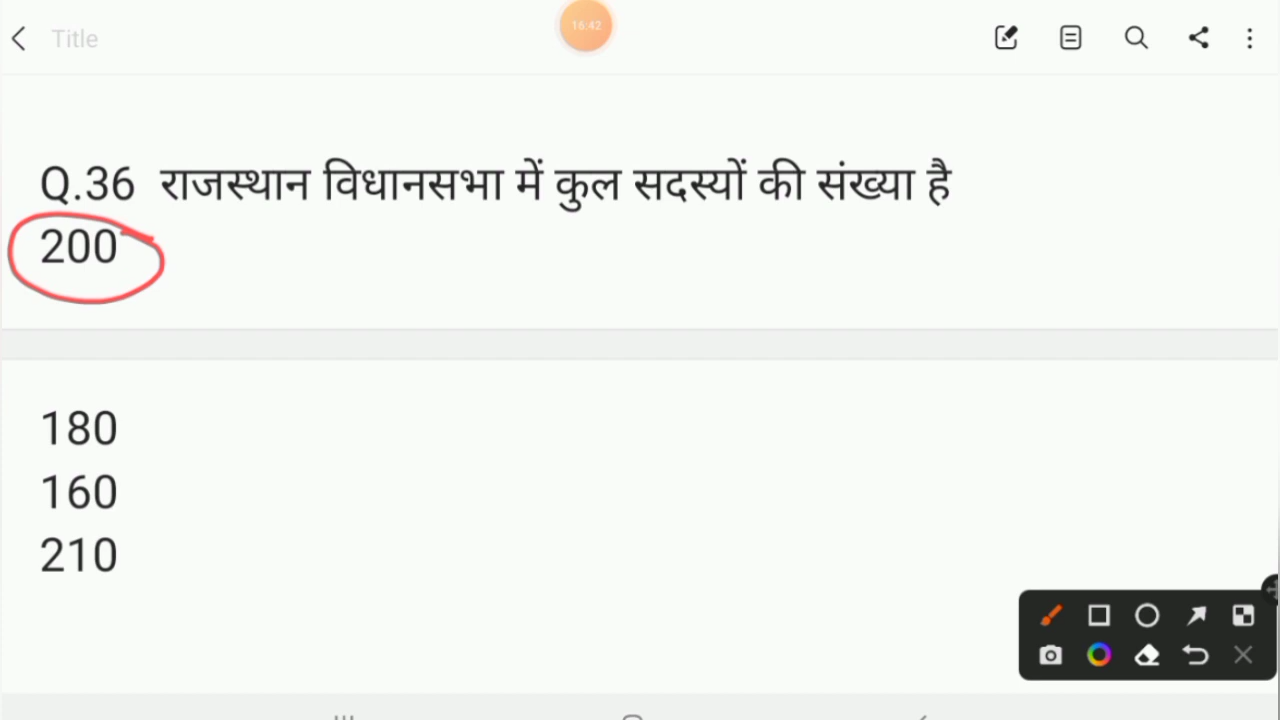 Title
16:42
Q.36 राजस्थान विधानसभा में कुल सदस्यों की संख्या है
200
180
160
210